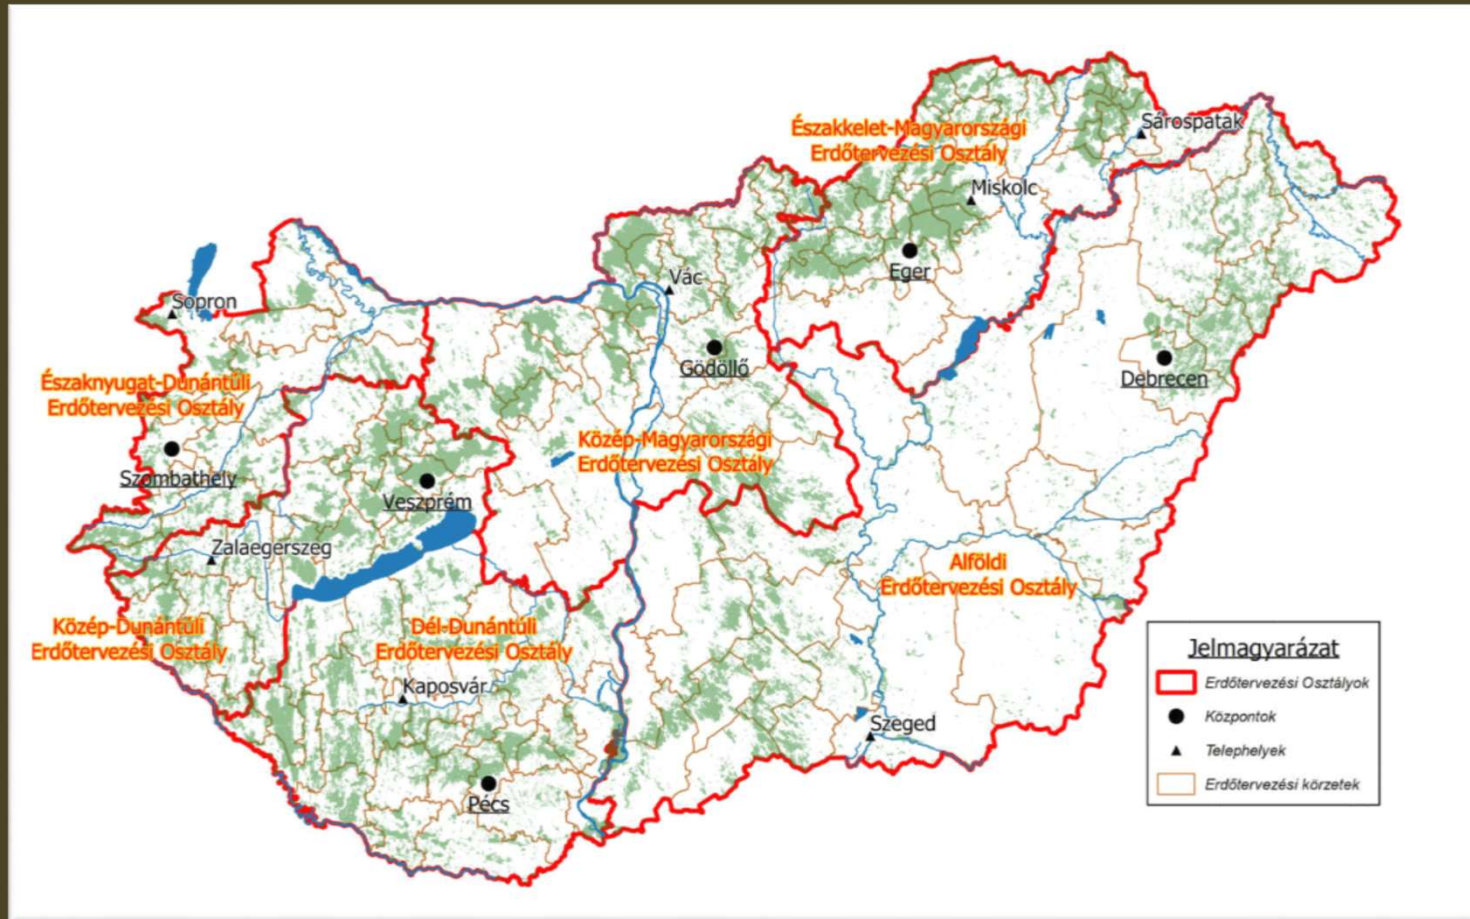 Északkelet-Magyarországi
Erdőtervezési Osztály
Sárospatak
Miskolc
Eger
Vác
Sopron
Gödöllő
Debrecen
Északnyugat-Dunántúli
Erdőtervezési Osztály
Közép-Magyarországi
Erdőtervezési Osztály
Szombathely
Veszprém
Zalaegerszeg
Alföldi
Erdőtervezési Osztály
Közép-Dunántúli
Erdőtervezési Osztály
Dél-Dunántúli
Erdőtervezési Osztály
Kaposvár
Szeged
Pécs
Jelmagyarázat
Erdőtervezési Osztályok
Központok
Telephelyek
Erdőtervezési körzetek